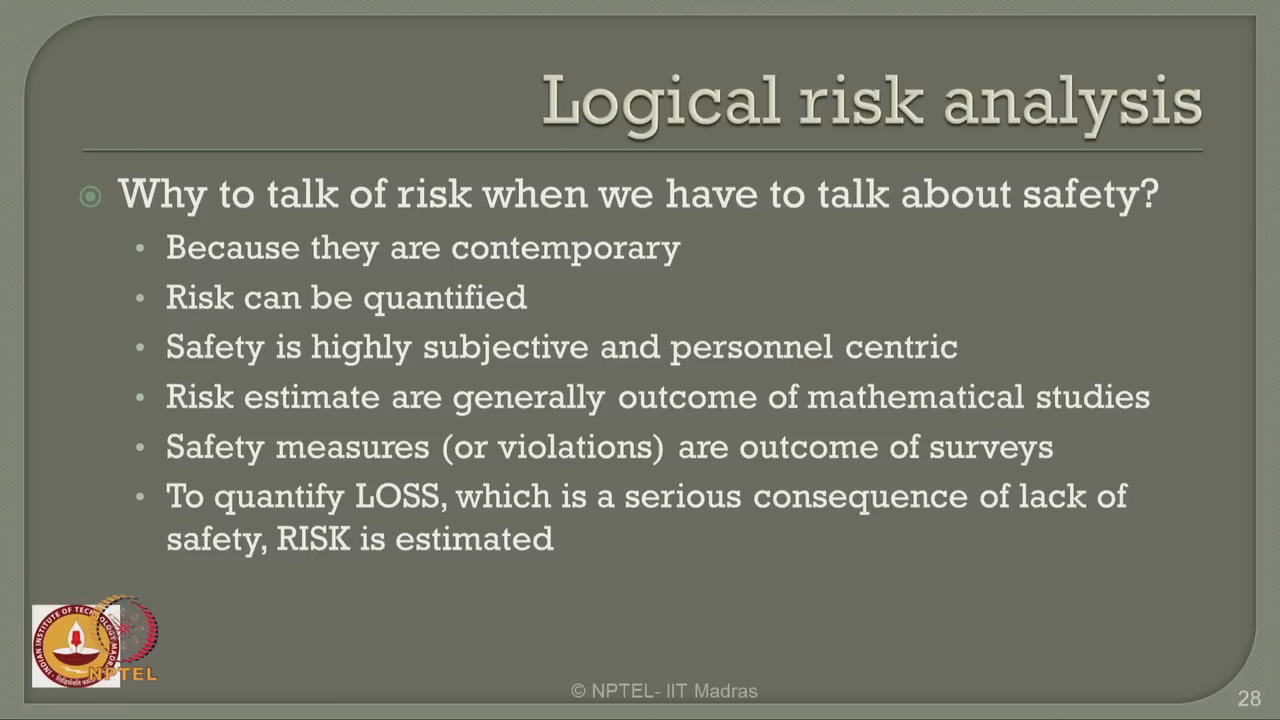 Logical risk analysis
Why to talk of risk when we have to talk about safety?
Because they are contemporary
Risk can be quantified
Safety is highly subjective and personnel centric
Risk estimate are generally outcome of mathematical studies
Safety measures (or violations) are outcome of surveys
To quantify LOSS, which is a serious consequence of lack of
safety, RISK is estimated
NPTEL
© NPTEL- IIT Madras
28